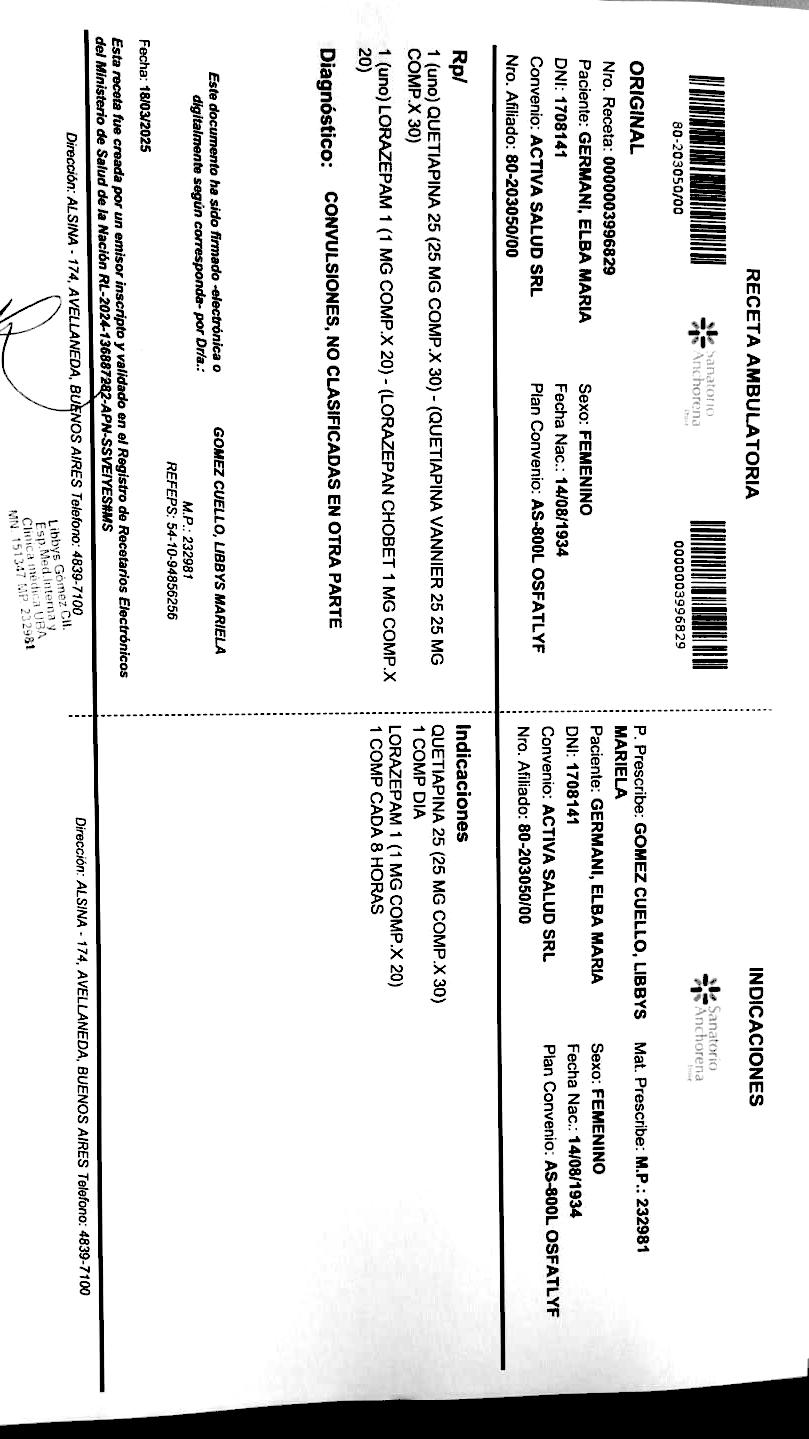 RECETA AMBULATORIA
80-203050/00
Sanatorio
Anchorena
0000003996829
ORIGINAL
Nro. Receta: 0000003996829
Paciente: GERMANI, ELBA MARIA
Sexo: FEMENINO
DNI: 1708141
Fecha Nac.: 14/08/1934
Convenio: ACTIVA SALUD SRL
Plan Convenio: AS-800L OSFATLYF
Nro. Afiliado: 80-203050/00
Rp/
1 (uno) QUETIAPINA 25 (25 MG COMP.X 30) - (QUETIAPINA VANNIER 25 25 MG
COMP.X 30)
1 (uno) LORAZEPAM 1 (1 MG COMP.X 20) - (LORAZEPAN CHOBET 1 MG COMP.X
20)
Diagnóstico: CONVULSIONES, NO CLASIFICADAS EN OTRA PARTE
Este documento ha sido firmado -electrónica o
digitalmente según corresponda- por Dr/a.:
GOMEZ CUELLO, LIBBYS MARIELA
M.P.: 232981
REFEPS: 54-10-94856256
Fecha: 18/03/2025
Esta receta fue creada por un emisor inscripto y validado en el Registro de Recetarios Electrónicos
del Ministerio de Salud de la Nación RL-2024-136887282-APN-SSVEIYES#MS
Dirección: ALSINA - 174, AVELLANEDA, BUENOS AIRES Telefono: 4839-7100
Libbys Gómez Cll.
Esp.Med.Interna y
Clínica médica UBA
MN. 151347 MP. 232981
INDICACIONES
Sanatorio
Anchorena
P. Prescribe: GOMEZ CUELLO, LIBBYS
MARIELA
Mat. Prescribe: M.P.: 232981
Paciente: GERMANI, ELBA MARIA
Sexo: FEMENINO
DNI: 1708141
Fecha Nac.: 14/08/1934
Convenio: ACTIVA SALUD SRL
Plan Convenio: AS-800L OSFATLYF
Nro. Afiliado: 80-203050/00
Indicaciones
QUETIAPINA 25 (25 MG COMP.X 30)
1 COMP DIA
LORAZEPAM 1 (1 MG COMP.X 20)
1 COMP CADA 8 HORAS
Dirección: ALSINA - 174, AVELLANEDA, BUENOS AIRES Telefono: 4839-7100